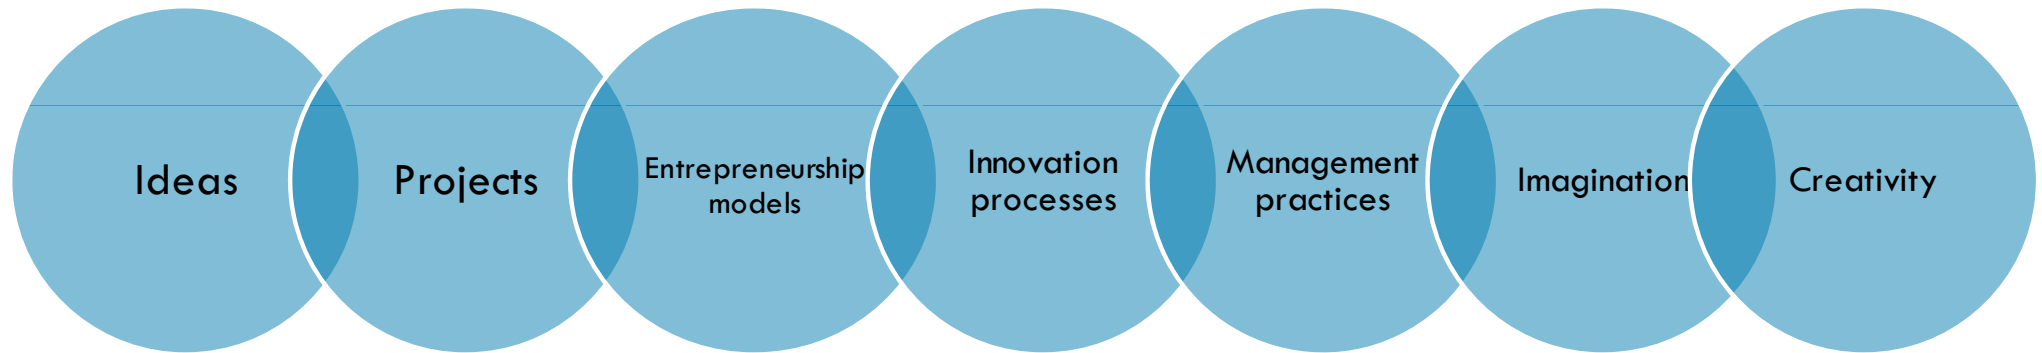 Ideas
Projects
Entrepreneurship
models
Innovation
processes
Management
practices
Imagination
Creativity